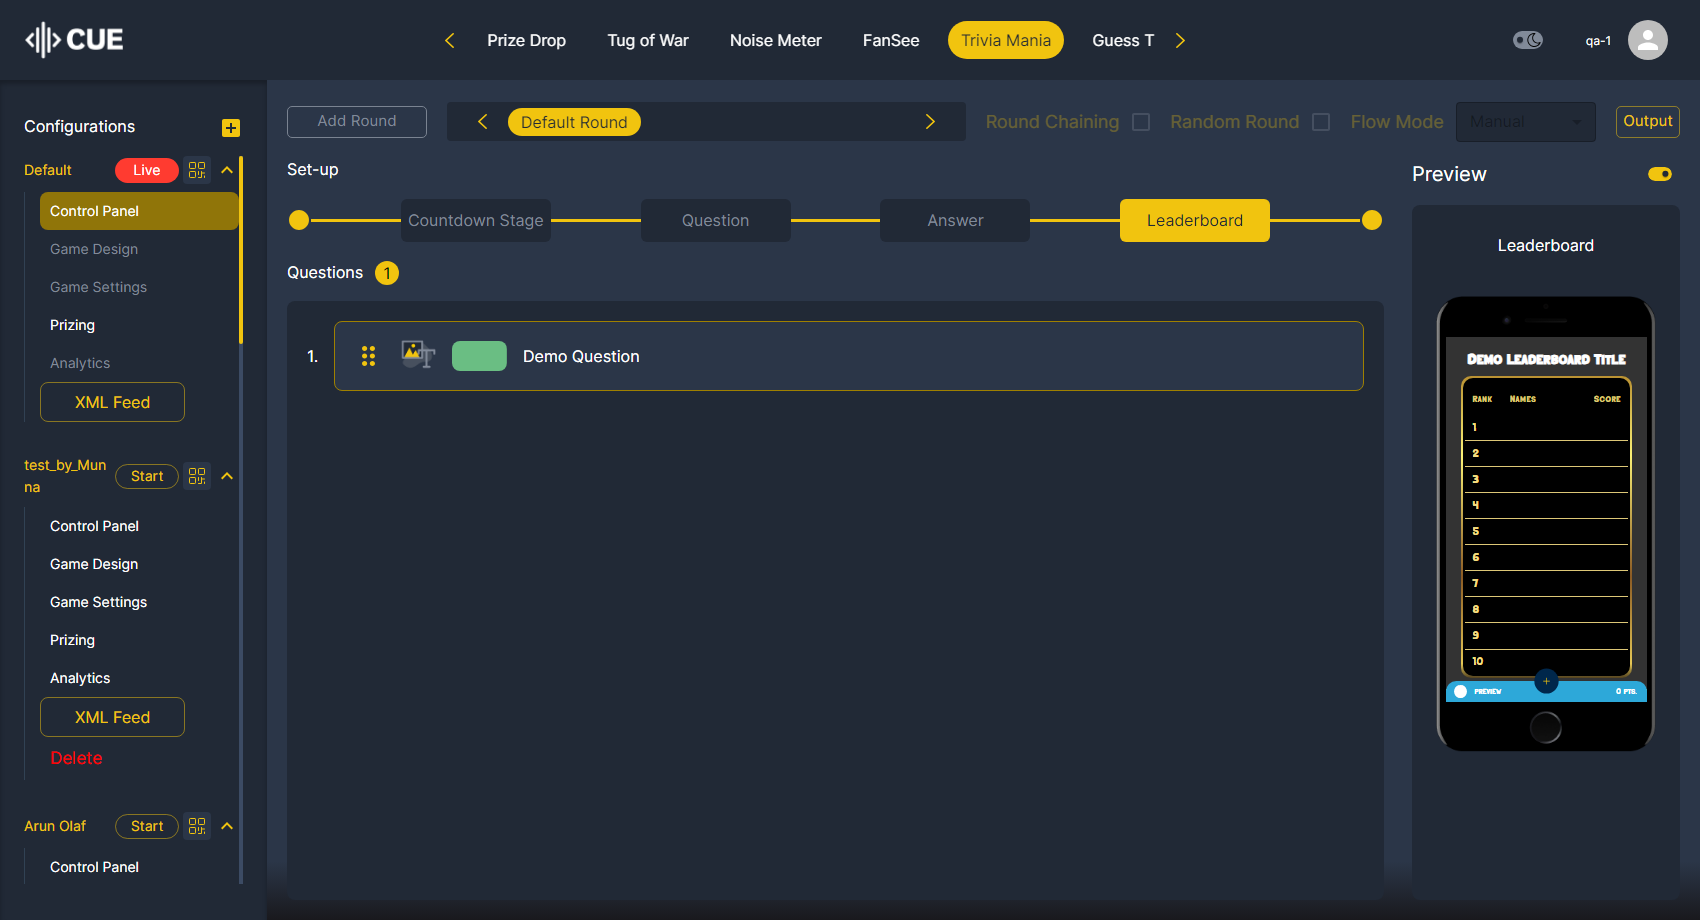 CUE
Prize Drop
Tug of War
Noise Meter
FanSee
Trivia Mania
Guess T
qa-1
Configurations
Default
Live
Control Panel
Game Design
Game Settings
Prizing
Analytics
XML Feed
test_by_Mun
na
Start
Control Panel
Game Design
Game Settings
Prizing
Analytics
XML Feed
Delete
Arun Olaf
Start
Control Panel
Add Round
Default Round
Round Chaining
Random Round
Flow Mode
Manual
Output
Set-up
Countdown Stage
Question
Answer
Leaderboard
Questions 1
1.
Demo Question
Preview
Leaderboard
Demo Leaderboard Title
Rank Names Score
1
2
3
4
5
6
7
8
9
10
+
PREVIEW
0 PTS.